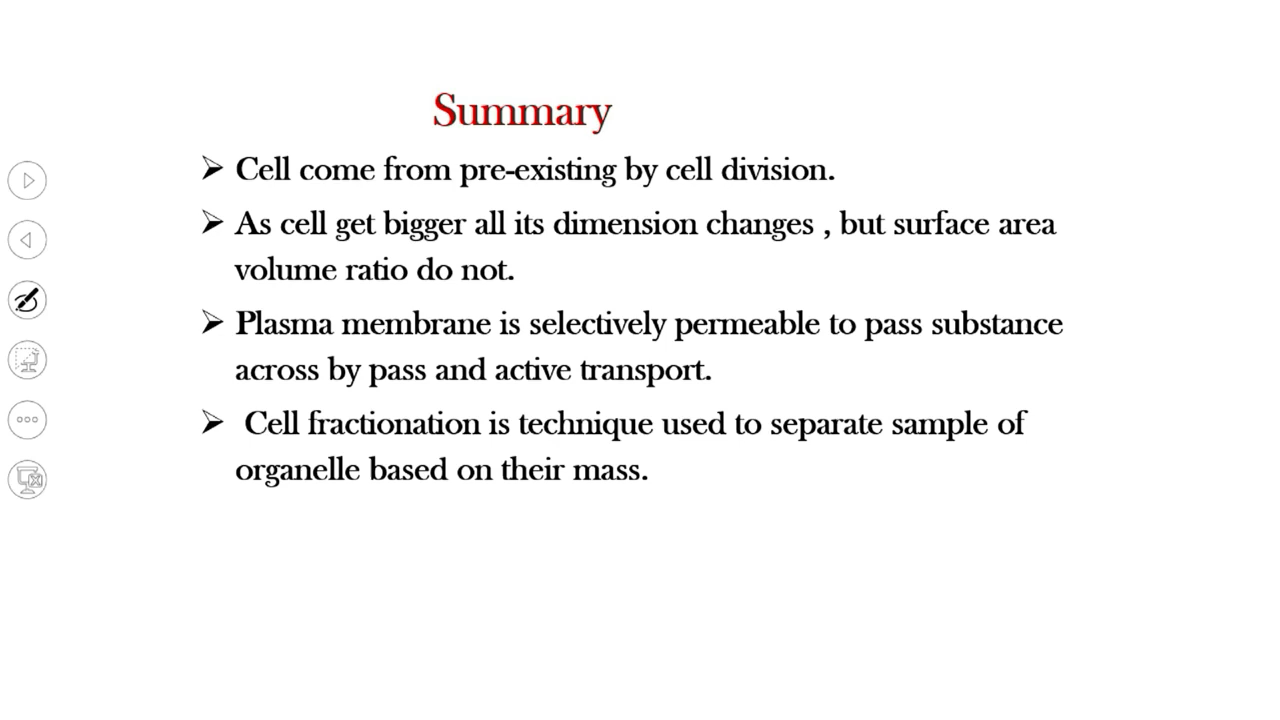 Summary
➢ Cell come from pre-existing by cell division.
➢ As cell get bigger all its dimension changes , but surface area
volume ratio do not.
➢ Plasma membrane is selectively permeable to pass substance
across by pass and active transport.
➢ Cell fractionation is technique used to separate sample of
organelle based on their mass.